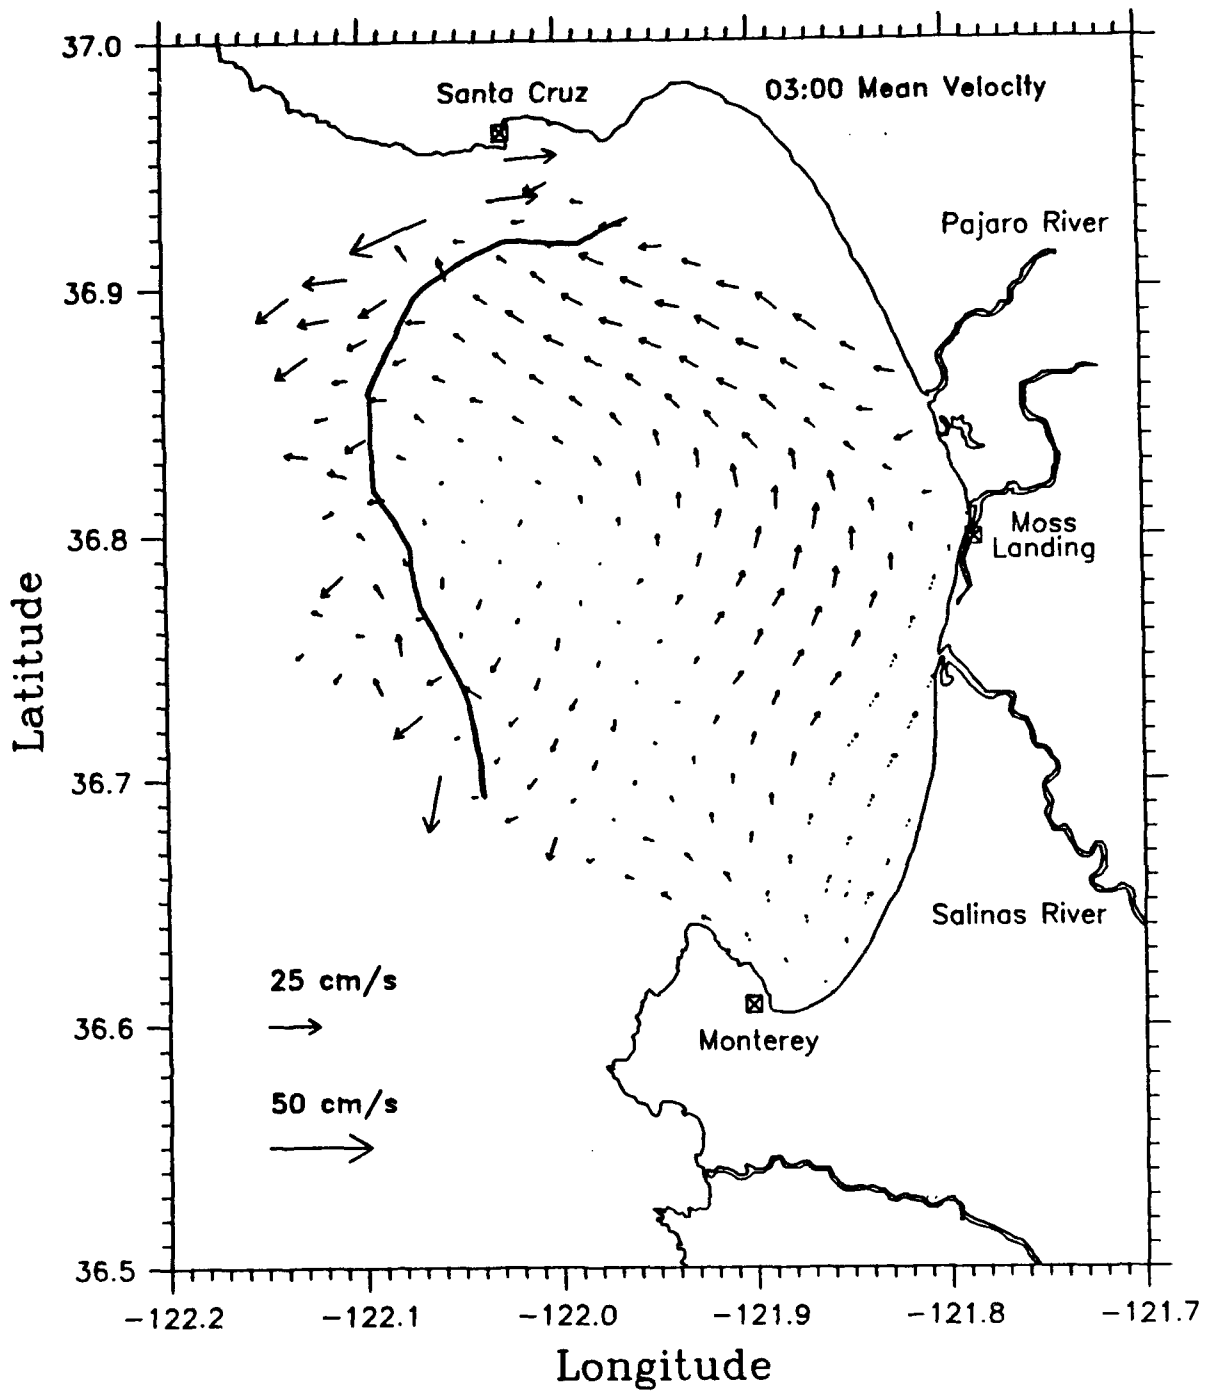 37.0
Santa Cruz
03:00 Mean Velocity
Pajaro River
36.9
Moss
Landing
36.8
Latitude
36.7
Salinas River
25 cm/s
36.6
Monterey
50 cm/s
36.5
-122.2
-122.1
-122.0
-121.9
-121.8
-121.7
Longitude